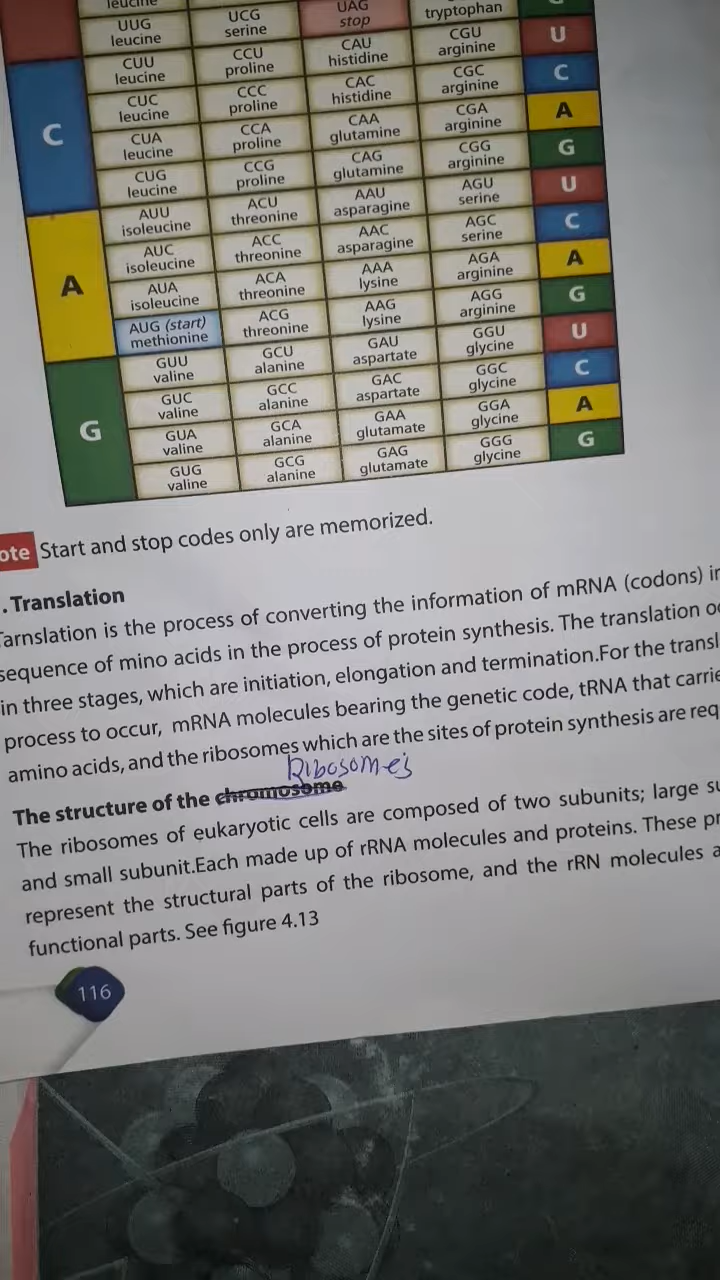 leucine UAG tryptophan G
UUG UCG stop
leucine serine CAU CGU U
CUU CCU histidine arginine
leucine proline CAC CGC C
CUC CCC histidine arginine
leucine proline CAA CGA A
C CUA CCA glutamine arginine
leucine proline CAG CGG G
CUG CCG glutamine arginine
leucine proline AAU AGU U
AUU ACU asparagine serine
isoleucine threonine AAC AGC C
AUC ACC asparagine serine
isoleucine threonine AAA AGA A
A AUA ACA lysine arginine
isoleucine threonine AAG AGG G
AUG (start) ACG lysine arginine
methionine threonine GAU GGU U
GUU GCU aspartate glycine
valine alanine GAC GGC C
GUC GCC aspartate glycine
valine alanine GAA GGA A
G GUA GCA glutamate glycine
valine alanine GAG GGG G
GUG GCG glutamate glycine
valine alanine
ote Start and stop codes only are memorized.
. Translation
Tarnslation is the process of converting the information of mRNA (codons) in
sequence of mino acids in the process of protein synthesis. The translation oc
in three stages, which are initiation, elongation and termination.For the transl
process to occur, mRNA molecules bearing the genetic code, tRNA that carrie
amino acids, and the ribosomes which are the sites of protein synthesis are req
Ribosome's
The structure of the chromosome
The ribosomes of eukaryotic cells are composed of two subunits; large su
and small subunit.Each made up of rRNA molecules and proteins. These pr
represent the structural parts of the ribosome, and the rRN molecules a
functional parts. See figure 4.13
116